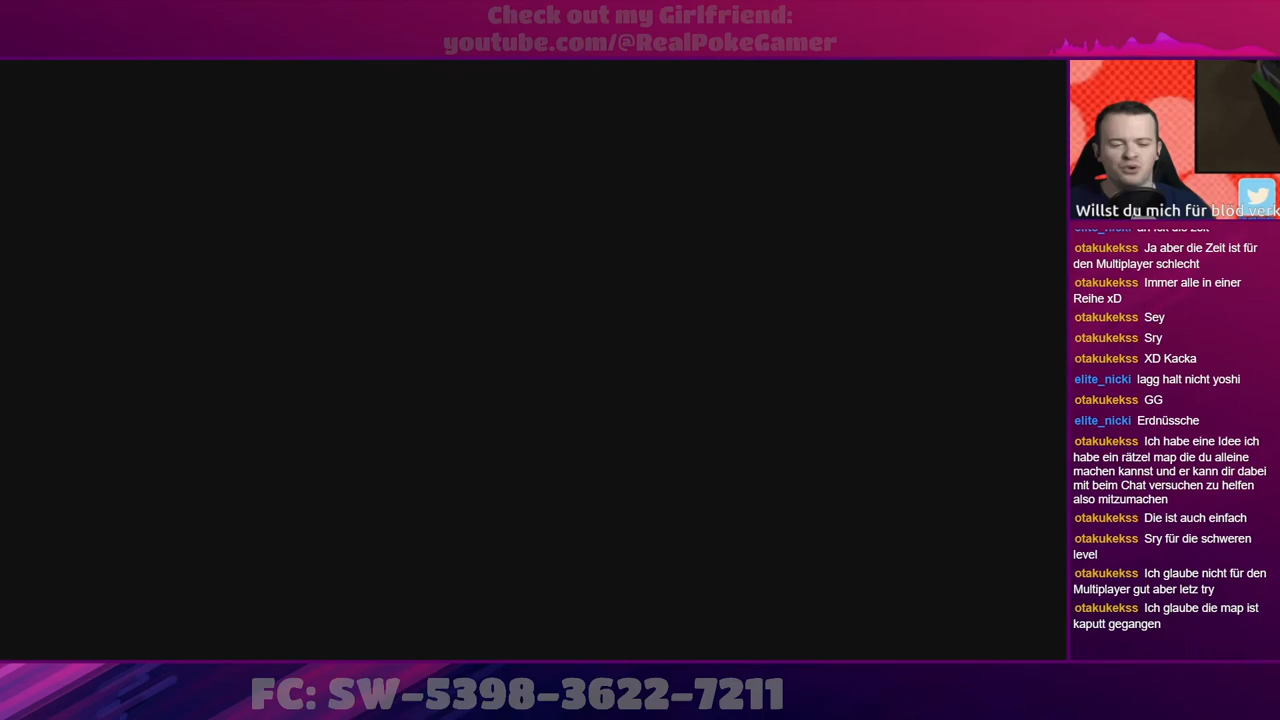 Check out my Girlfriend:
youtube.com/@RealPokeGamer
Willst du mich für blöd verk
otakukekss Ja aber die Zeit ist für
den Multiplayer schlecht
otakukekss Immer alle in einer
Reihe xD
otakukekss Sey
otakukekss Sry
otakukekss XD Kacka
elite_nicki lagg halt nicht yoshi
otakukekss GG
elite_nicki Erdnüssche
otakukekss Ich habe eine Idee ich
habe ein rätzel map die du alleine
machen kannst und er kann dir dabei
mit beim Chat versuchen zu helfen
also mitzumachen
otakukekss Die ist auch einfach
otakukekss Sry für die schweren
level
otakukekss Ich glaube nicht für den
Multiplayer gut aber letz try
otakukekss Ich glaube die map ist
kaputt gegangen
FC: SW-5398-3622-7211